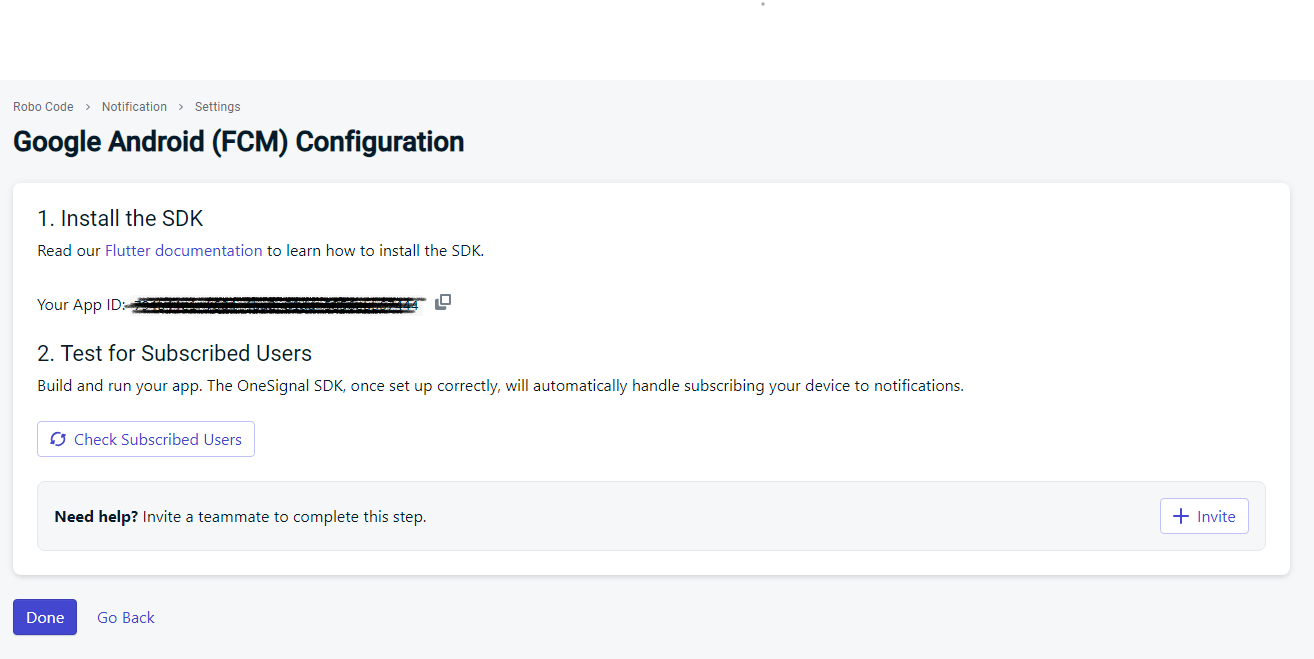 Robo Code > Notification > Settings
Google Android (FCM) Configuration
1. Install the SDK
Read our Flutter documentation to learn how to install the SDK.
Your App ID:
2. Test for Subscribed Users
Build and run your app. The OneSignal SDK, once set up correctly, will automatically handle subscribing your device to notifications.
Check Subscribed Users
Need help? Invite a teammate to complete this step.
+ Invite
Done Go Back